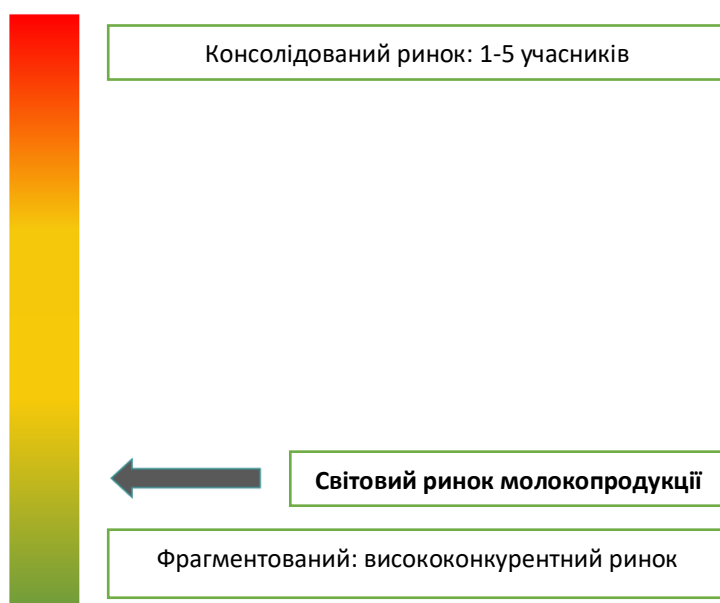 Консолідований ринок: 1-5 учасників
Світовий ринок молокопродукції
Фрагментований: висококонкурентний ринок